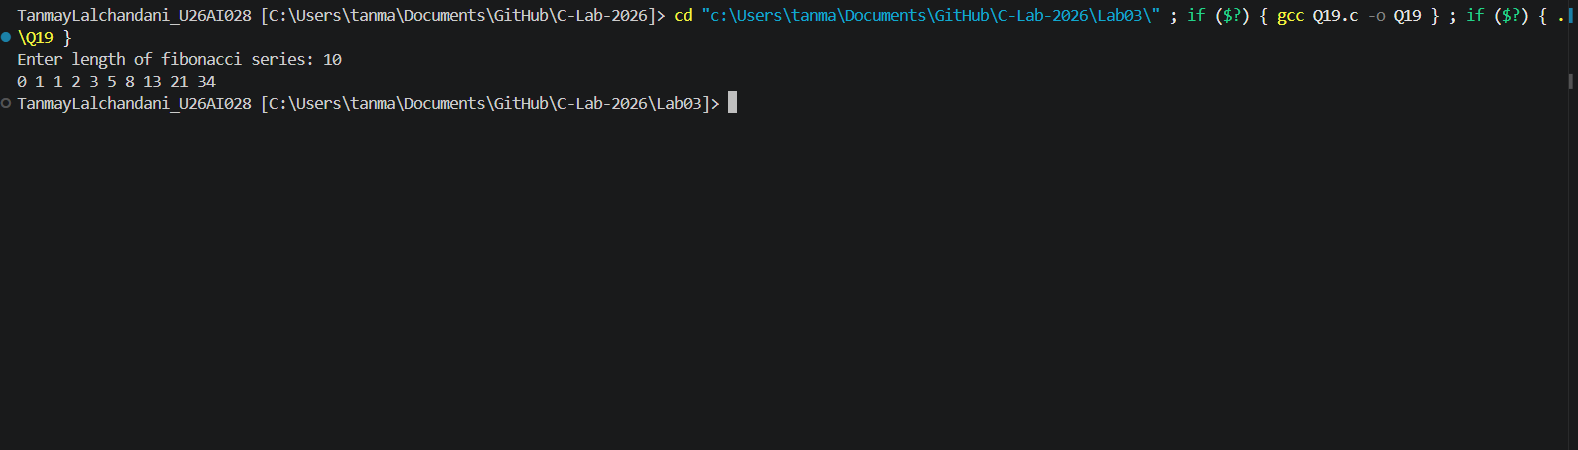 TanmayLalchandani_U26AI028 [C:\Users\tanma\Documents\GitHub\C-Lab-2026]> cd "c:\Users\tanma\Documents\GitHub\C-Lab-2026\Lab03\" ; if ($?) { gcc Q19.c -o Q19 } ; if ($?) { .
\Q19 }
Enter length of fibonacci series: 10
0 1 1 2 3 5 8 13 21 34
TanmayLalchandani_U26AI028 [C:\Users\tanma\Documents\GitHub\C-Lab-2026\Lab03]>